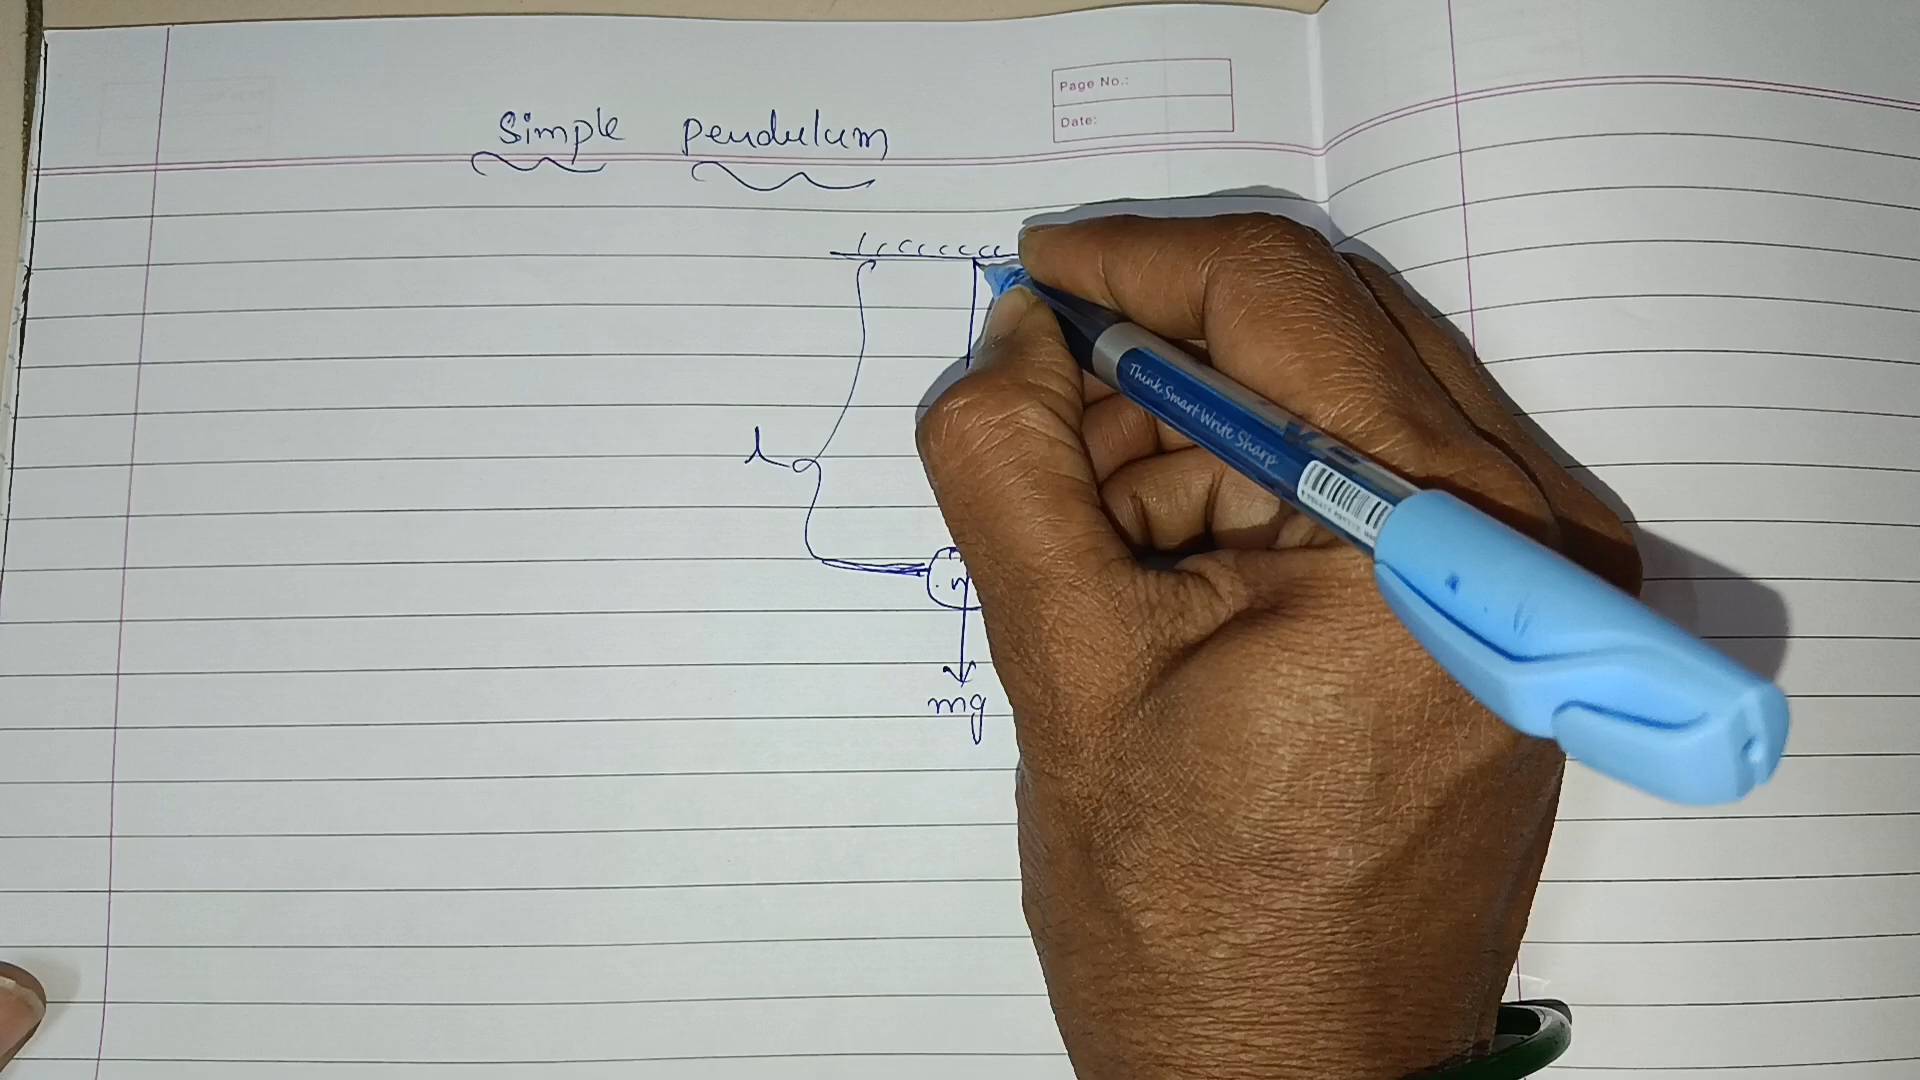 Page No.:
Simple pendulum
Date:
Think Smart Write Sharp
l
m
mg